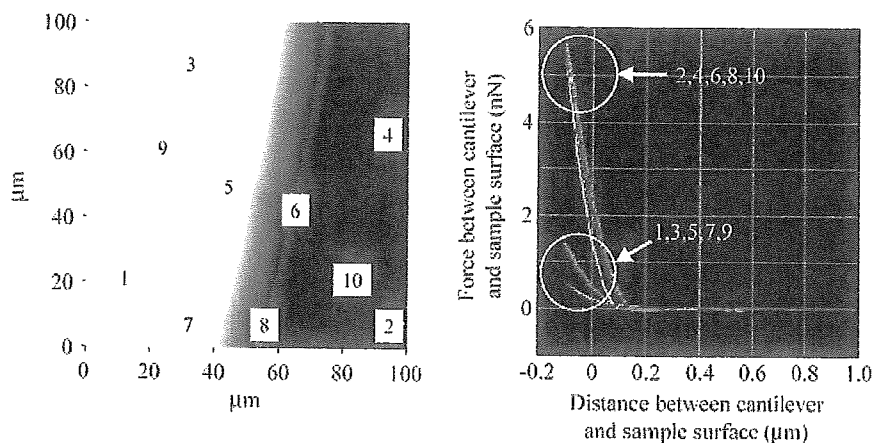 100
80
60
40
20
0
μm
3
9
5
4
6
1
10
7
8
2
0 20 40 60 80 100
μm
Force between cantilever
and sample surface (nN)
6
4
2
0
2,4,6,8,10
1,3,5,7,9
-0.2 0 0.2 0.4 0.6 0.8 1.0
Distance between cantilever
and sample surface (μm)